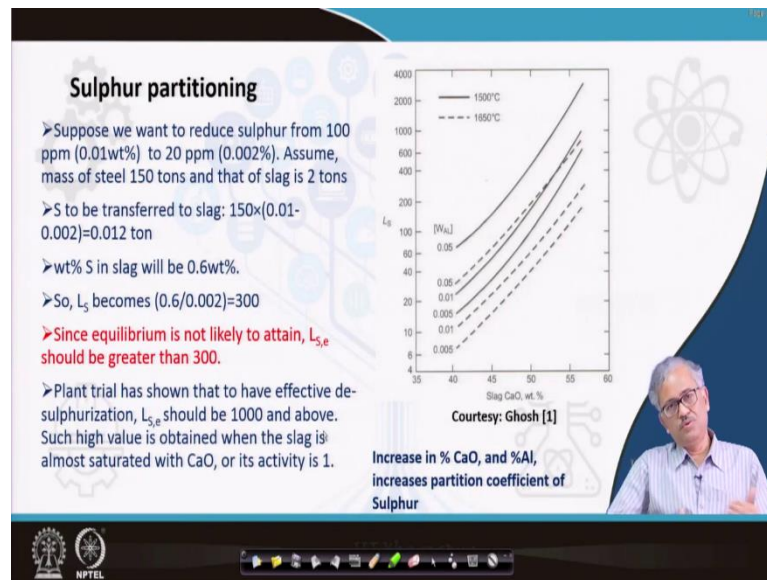 Sulphur partitioning
➢Suppose we want to reduce sulphur from 100
ppm (0.01wt%) to 20 ppm (0.002%). Assume,
mass of steel 150 tons and that of slag is 2 tons
➢S to be transferred to slag: 150×(0.01-
0.002)=0.012 ton
➢wt% S in slag will be 0.6wt%.
➢So, LS becomes (0.6/0.002)=300
➢Since equilibrium is not likely to attain, LS,e
should be greater than 300.
➢Plant trial has shown that to have effective de-
sulphurization, LS,e should be 1000 and above.
Such high value is obtained when the slag is
almost saturated with CaO, or its activity is 1.
4000
2000
1000
600
400
200
100
60
40
20
10
6
4
LS
1500°C
1650°C
[WAL]
0.05
0.05
0.01
0.005
0.01
0.005
35 40 45 50 55 60
Slag CaO, wt. %
Courtesy: Ghosh [1]
Increase in % CaO, and %Al,
increases partition coefficient of
Sulphur
NPTEL